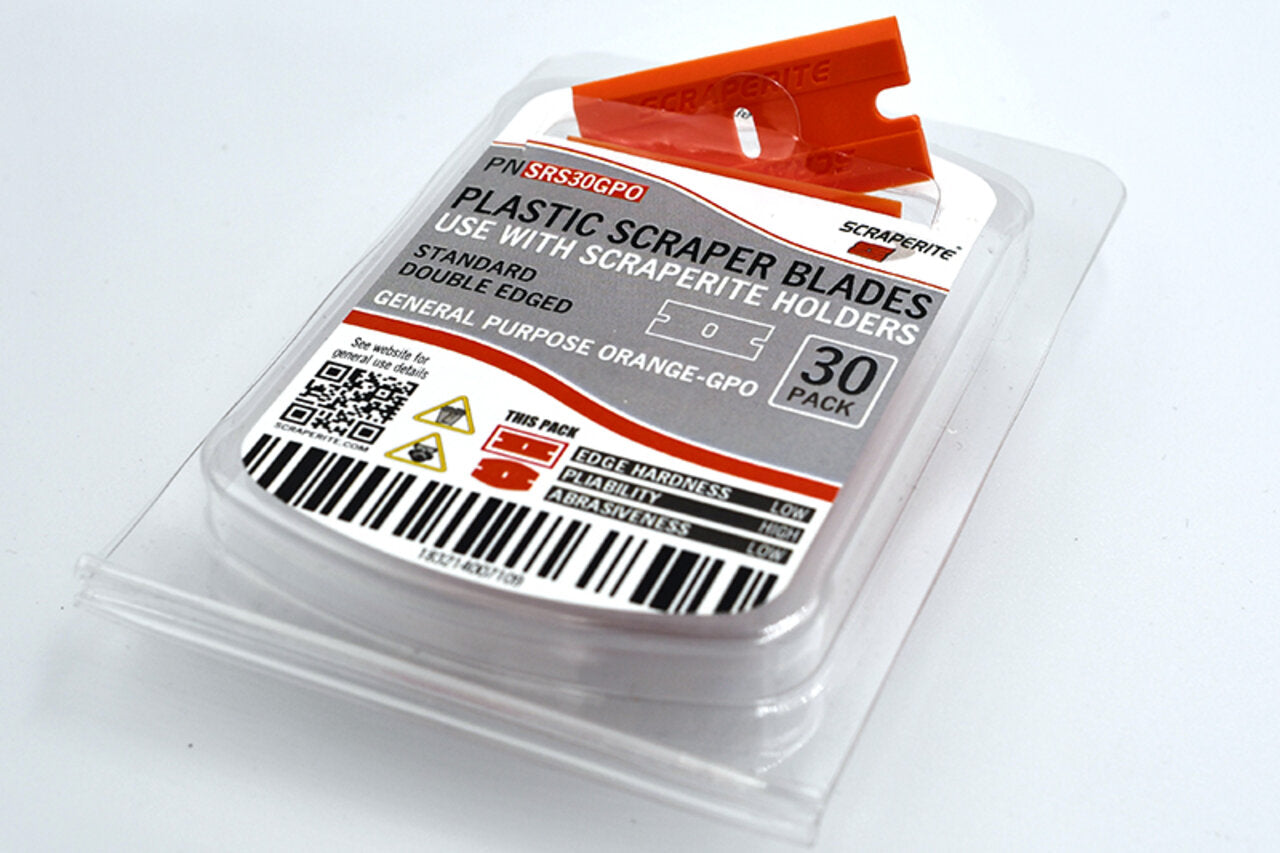 SCRAPERITE
PN SRS30GPO
SCRAPERITE™
PLASTIC SCRAPER BLADES
USE WITH SCRAPERITE HOLDERS
STANDARD
DOUBLE EDGED
GENERAL PURPOSE ORANGE-GPO
30
PACK
See website for
general use details
SCRAPERITE.COM
THIS PACK
EDGE HARDNESS LOW
PLIABILITY HIGH
ABRASIVENESS LOW